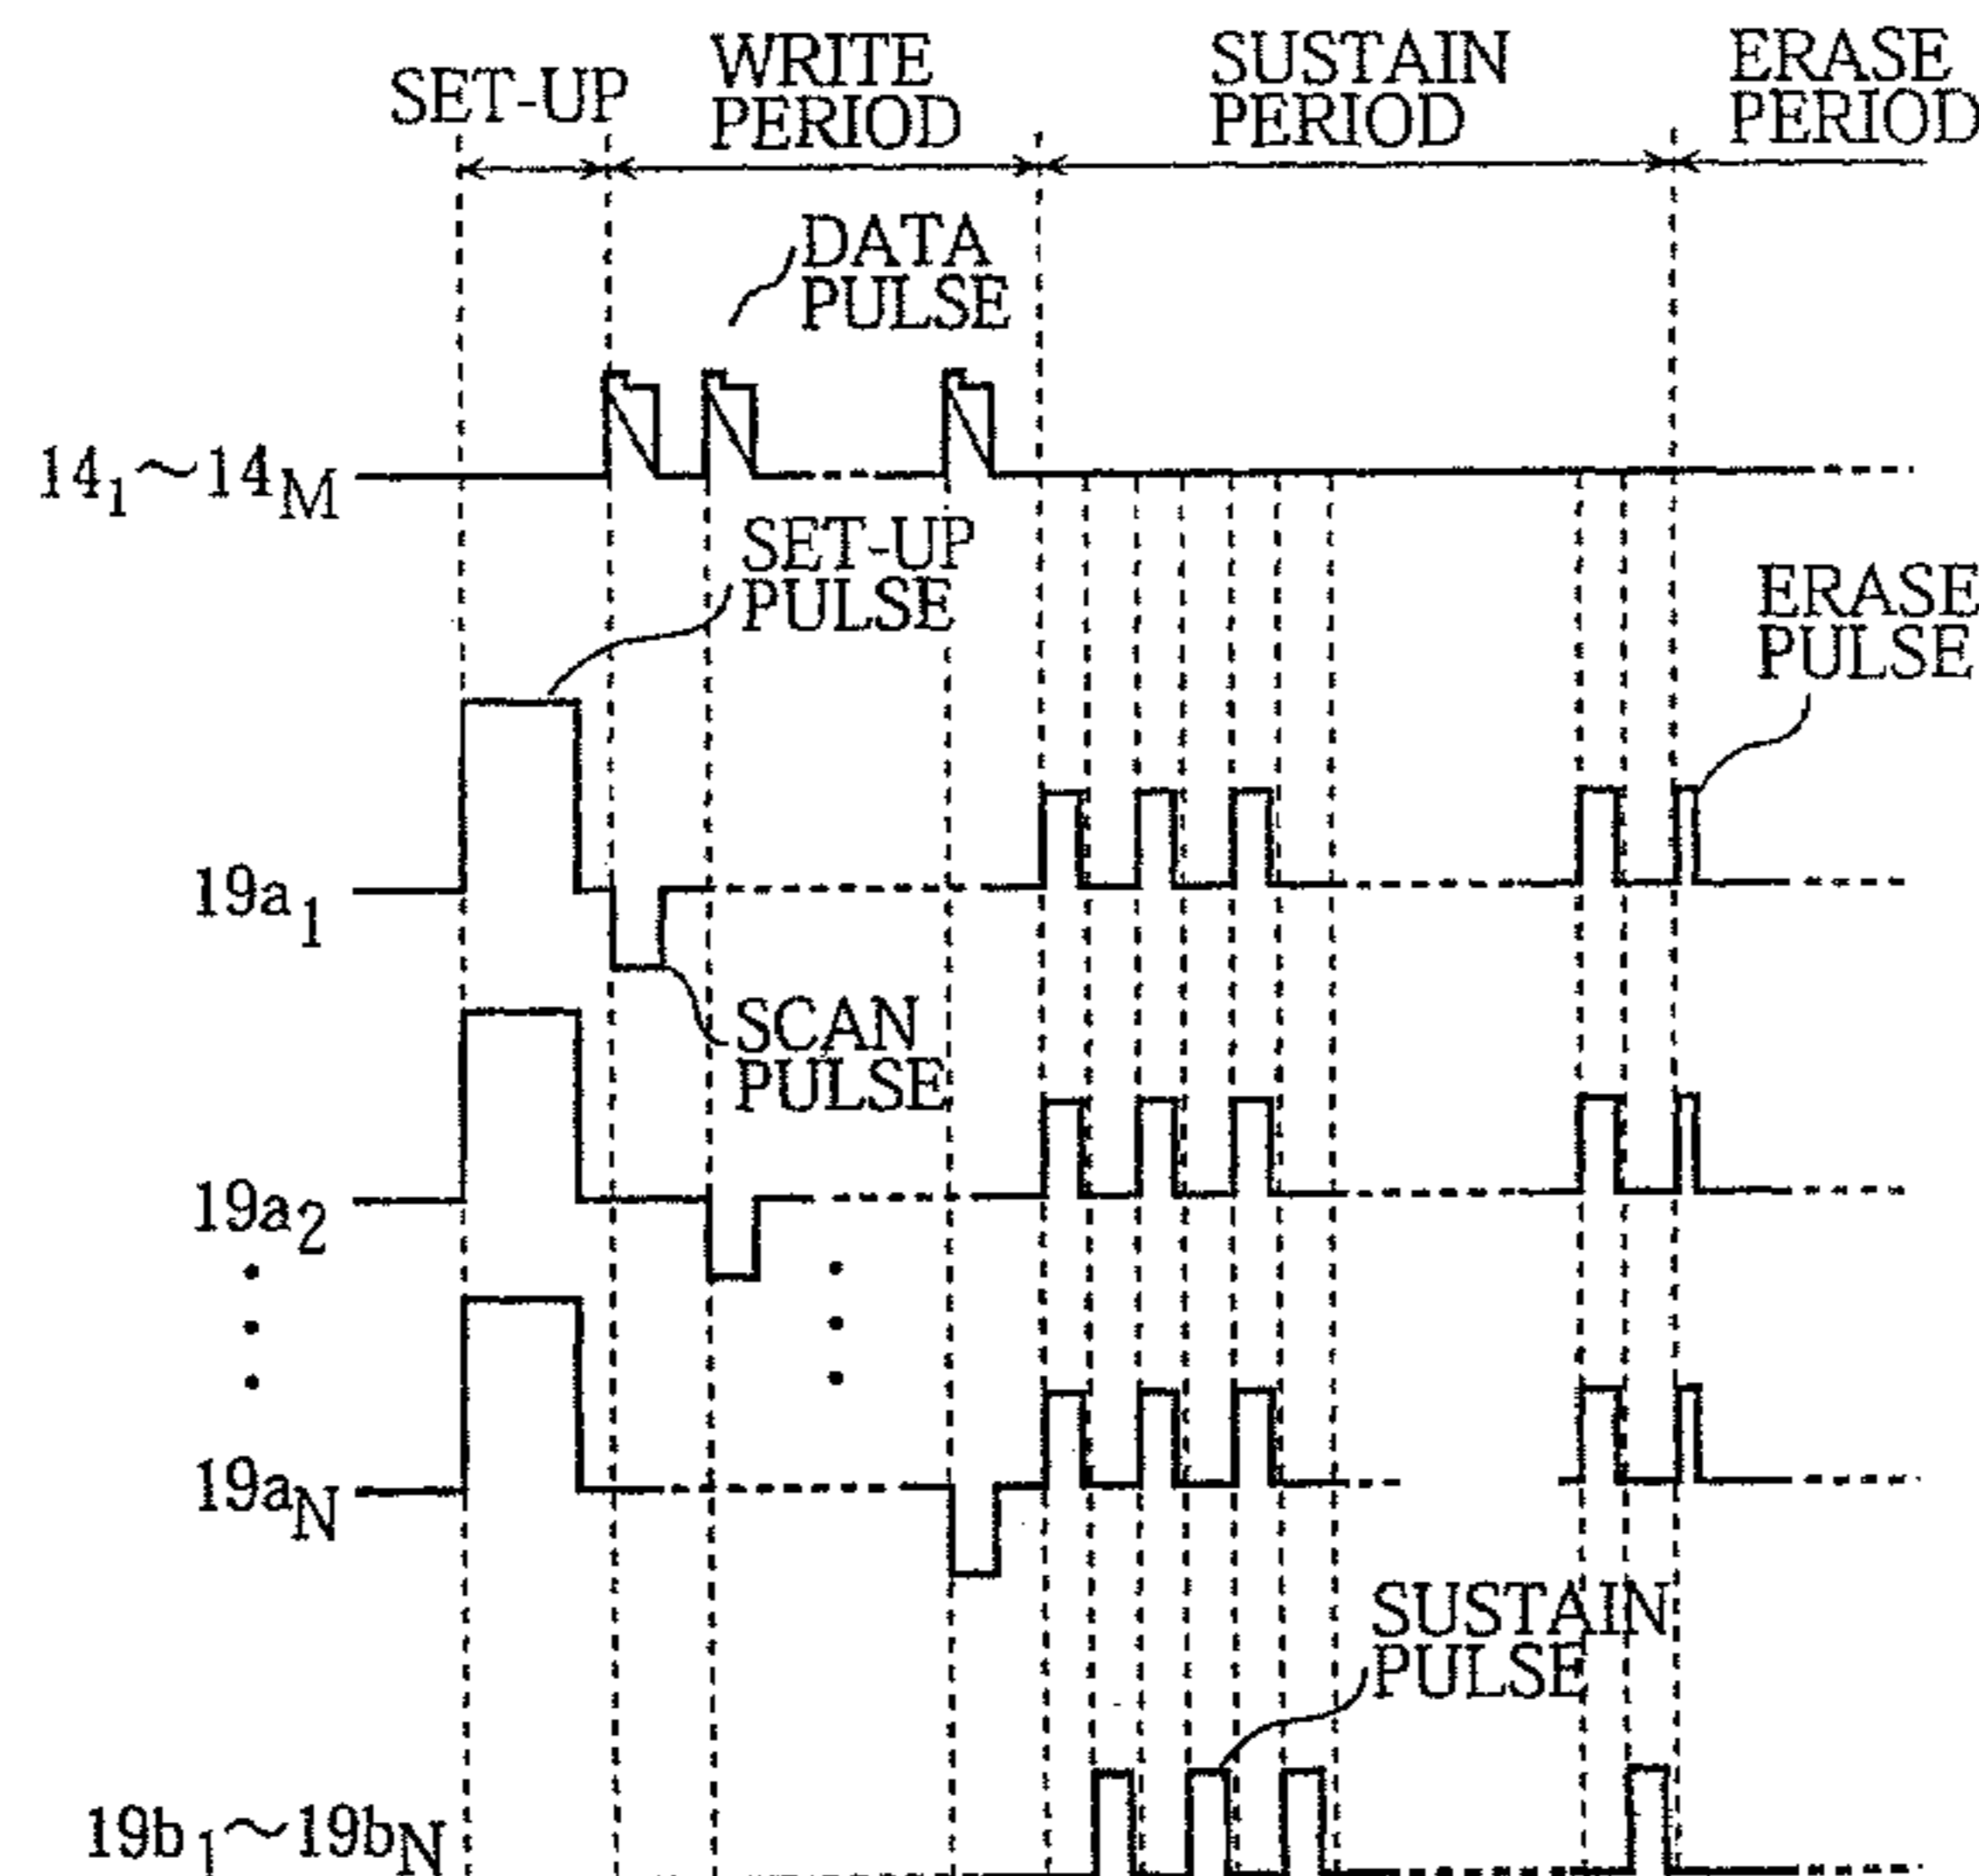 SET-UP
WRITE
PERIOD
SUSTAIN
PERIOD
ERASE
PERIOD
DATA
PULSE
14₁~14M
SET-UP
PULSE
ERASE
PULSE
19a₁
SCAN
PULSE
19a₂
19aN
SUSTAIN
PULSE
19b₁~19bN